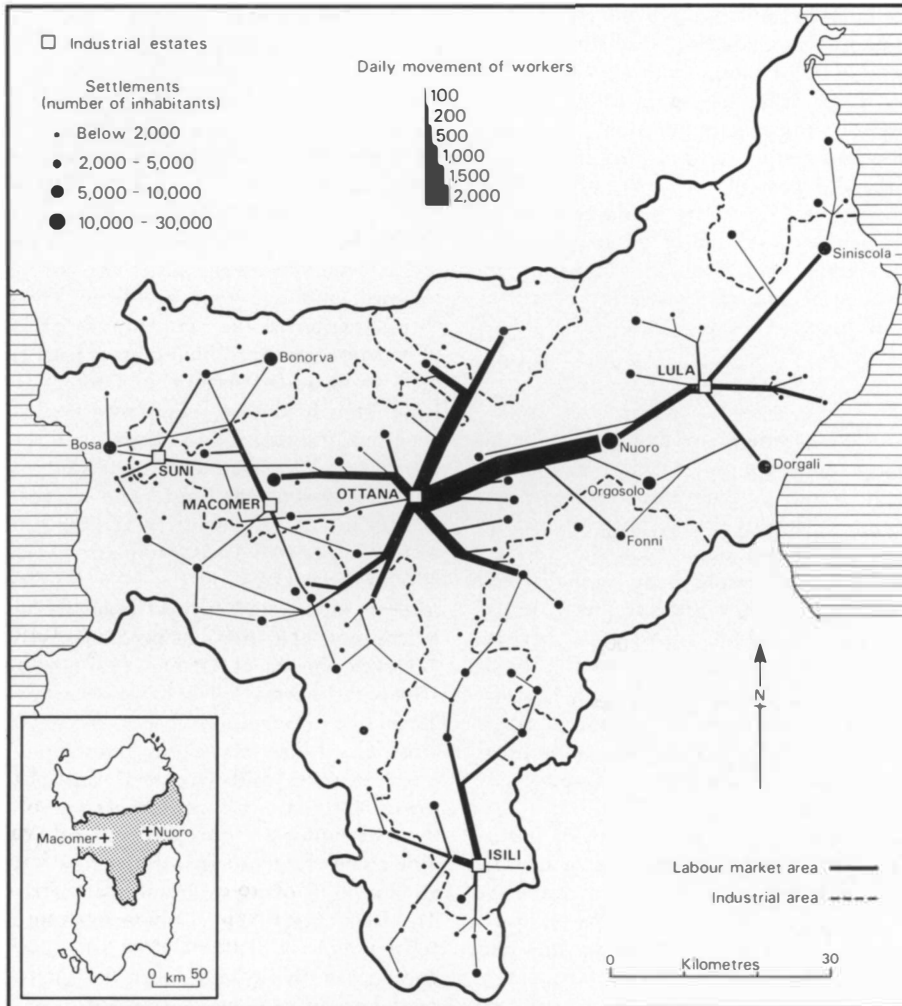 Industrial estates
Settlements
(number of inhabitants)
Below 2,000
2,000 - 5,000
5,000 - 10,000
10,000 - 30,000
Daily movement of workers
100
200
500
1,000
1,500
2,000
Siniscola
Bonorva
LULA
Bosa
SUNI
Nuoro
Dorgali
MACOMER
OTTANA
Orgosolo
Fonni
N
ISILI
Labour market area
Industrial area
0 30
Kilometres
Macomer
Nuoro
0 km 50